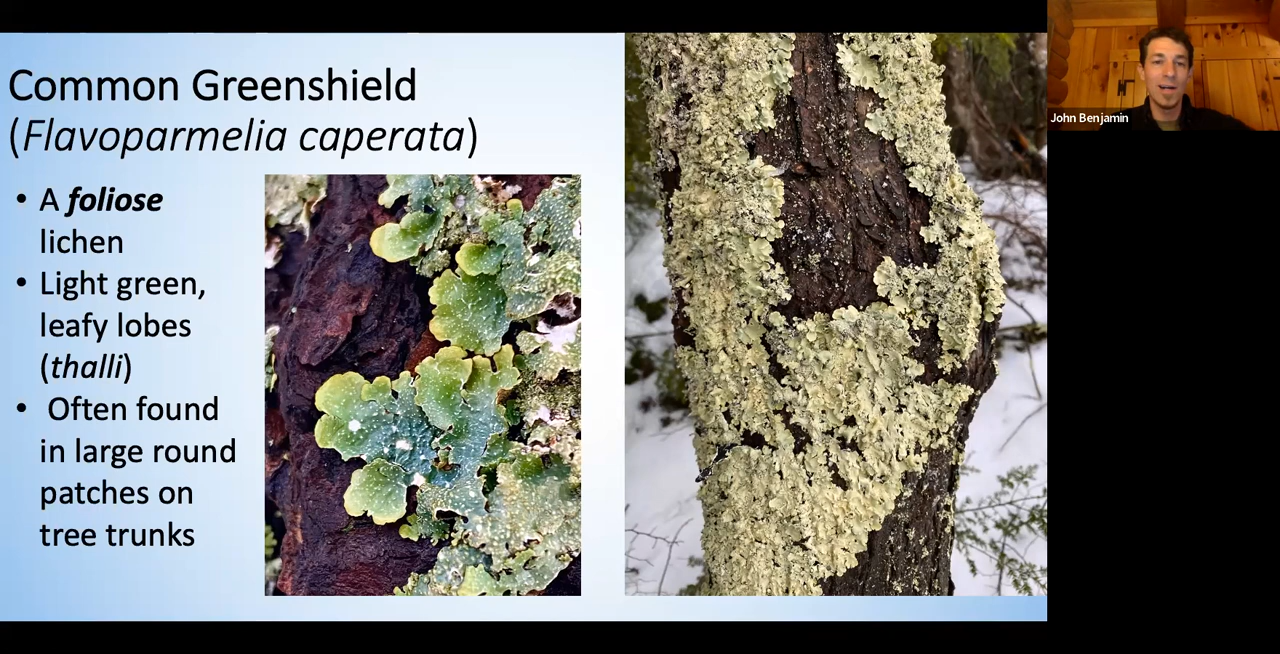 Common Greenshield
(Flavoparmelia caperata)
• A foliose
lichen
• Light green,
leafy lobes
(thalli)
• Often found
in large round
patches on
tree trunks
John Benjamin